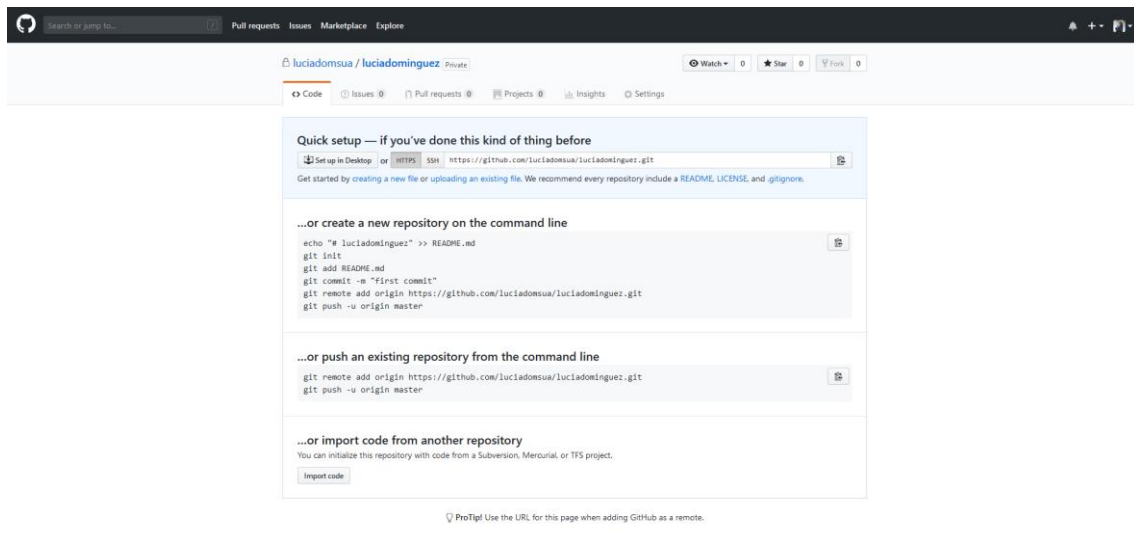 Search or jump to...
/
Pull requests Issues Marketplace Explore
luciadomsua / luciadominguez Private
Watch 0 Star 0 Fork 0
Code Issues 0 Pull requests 0 Projects 0 Insights Settings
Quick setup — if you've done this kind of thing before
Set up in Desktop or HTTPS SSH https://github.com/luciadomsua/luciadominguez.git
Get started by creating a new file or uploading an existing file. We recommend every repository include a README, LICENSE, and .gitignore.
...or create a new repository on the command line
echo "# luciadominguez" >> README.md
git init
git add README.md
git commit -m "first commit"
git remote add origin https://github.com/luciadomsua/luciadominguez.git
git push -u origin master
...or push an existing repository from the command line
git remote add origin https://github.com/luciadomsua/luciadominguez.git
git push -u origin master
...or import code from another repository
You can initialize this repository with code from a Subversion, Mercurial, or TFS project.
Import code
ProTip! Use the URL for this page when adding GitHub as a remote.